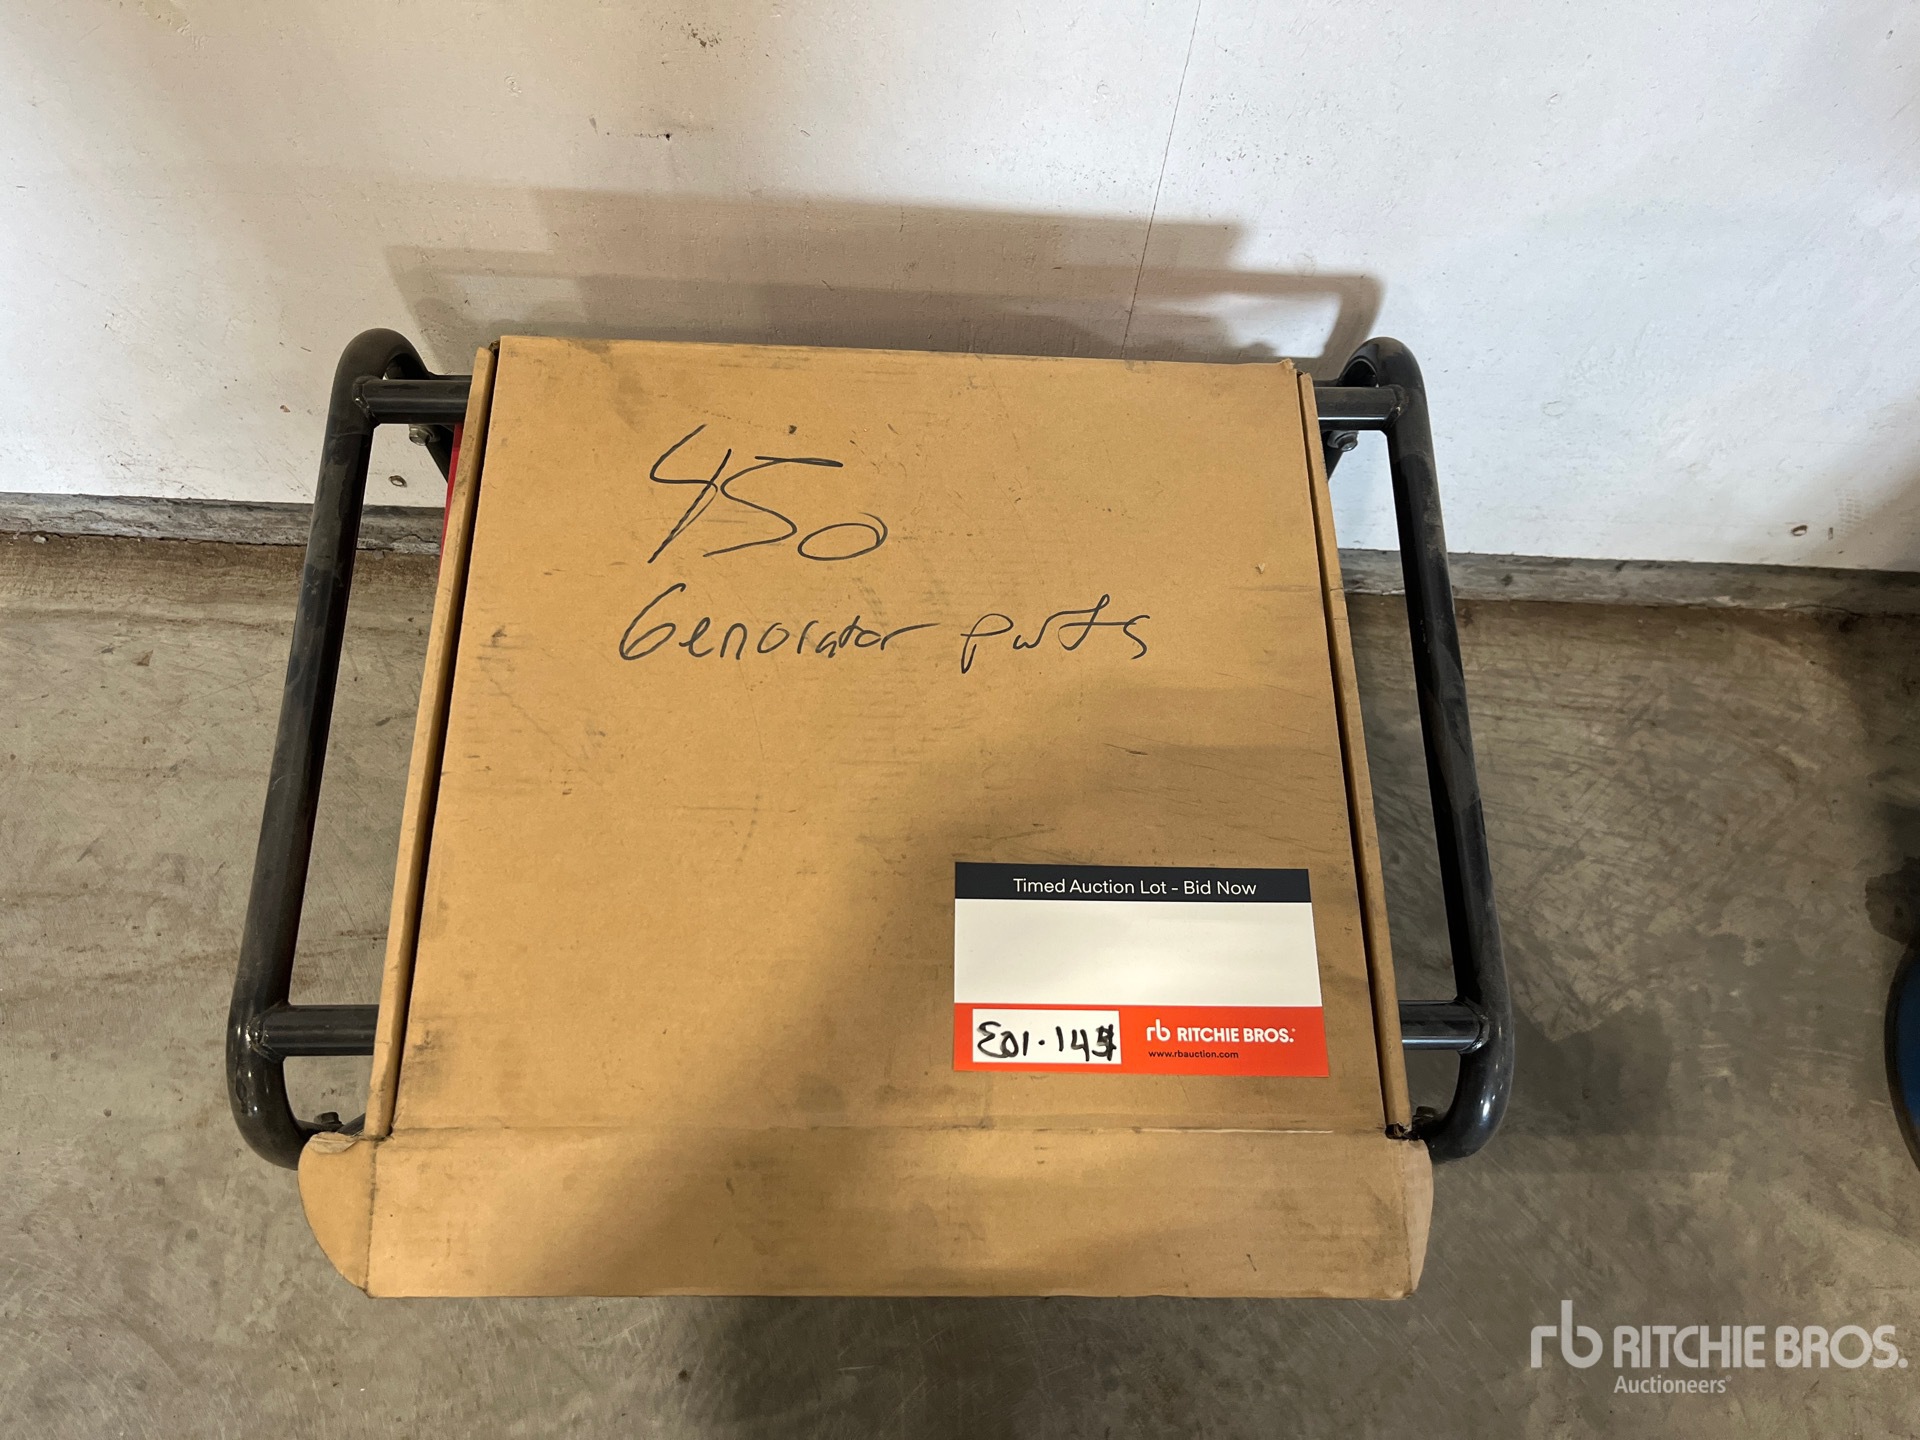 450
Generator parts
Timed Auction Lot - Bid Now
rb RITCHIE BROS.
www.rbauction.com
rb RITCHIE BROS.
Auctioneers